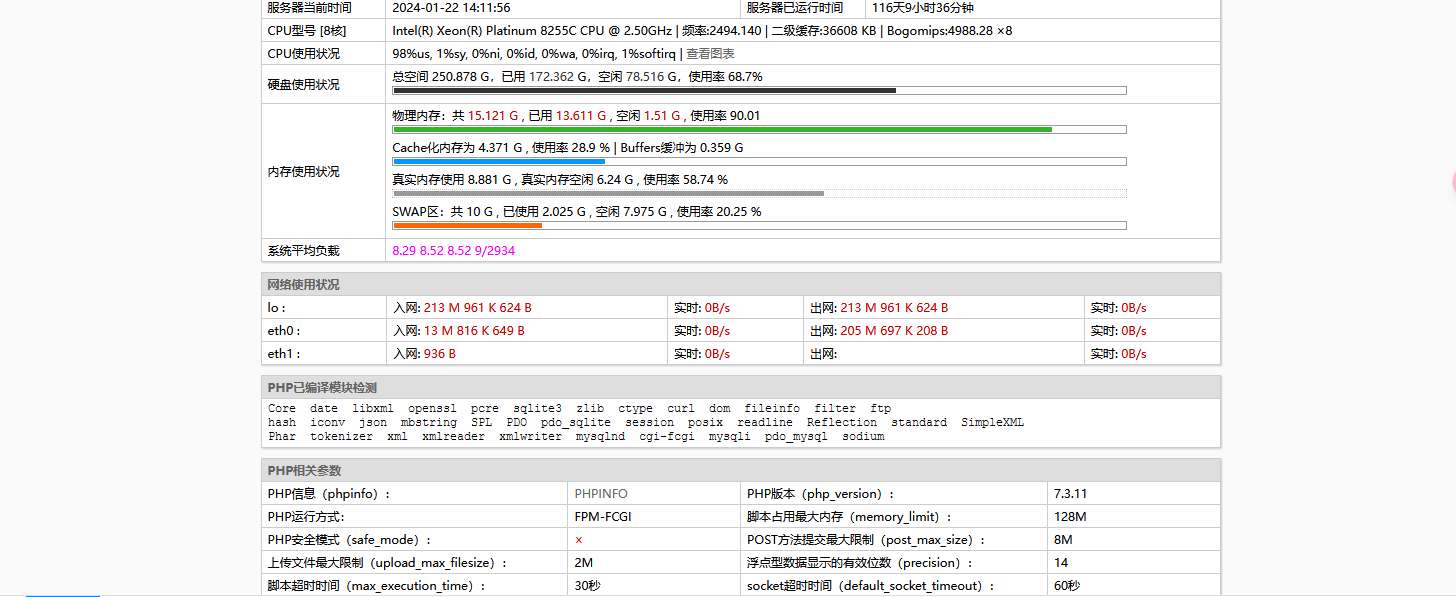 服务器当前时间 2024-01-22 14:11:56 服务器已运行时间 116天9小时36分钟
CPU型号 [8核] Intel(R) Xeon(R) Platinum 8255C CPU @ 2.50GHz | 频率:2494.140 | 二级缓存:36608 KB | Bogomips:4988.28 ×8
CPU使用状况 98%us, 1%sy, 0%ni, 0%id, 0%wa, 0%irq, 1%softirq | 查看图表
硬盘使用状况 总空间 250.878 G，已用 172.362 G，空闲 78.516 G，使用率 68.7%
内存使用状况
物理内存：共 15.121 G , 已用 13.611 G , 空闲 1.51 G , 使用率 90.01
Cache化内存为 4.371 G , 使用率 28.9 % | Buffers缓冲为 0.359 G
真实内存使用 8.881 G , 真实内存空闲 6.24 G , 使用率 58.74 %
SWAP区：共 10 G , 已使用 2.025 G , 空闲 7.975 G , 使用率 20.25 %
系统平均负载 8.29 8.52 8.52 9/2934
网络使用状况
lo : 入网: 213 M 961 K 624 B 实时: 0B/s 出网: 213 M 961 K 624 B 实时: 0B/s
eth0 : 入网: 13 M 816 K 649 B 实时: 0B/s 出网: 205 M 697 K 208 B 实时: 0B/s
eth1 : 入网: 936 B 实时: 0B/s 出网: 实时: 0B/s
PHP已编译模块检测
Core date libxml openssl pcre sqlite3 zlib ctype curl dom fileinfo filter ftp
hash iconv json mbstring SPL PDO pdo_sqlite session posix readline Reflection standard SimpleXML
Phar tokenizer xml xmlreader xmlwriter mysqlnd cgi-fcgi mysqli pdo_mysql sodium
PHP相关参数
PHP信息（phpinfo）: PHPINFO PHP版本（php_version）: 7.3.11
PHP运行方式: FPM-FCGI 脚本占用最大内存（memory_limit）: 128M
PHP安全模式（safe_mode）: × POST方法提交最大限制（post_max_size）: 8M
上传文件最大限制（upload_max_filesize）: 2M 浮点型数据显示的有效位数（precision）: 14
脚本超时时间（max_execution_time）: 30秒 socket超时时间（default_socket_timeout）: 60秒